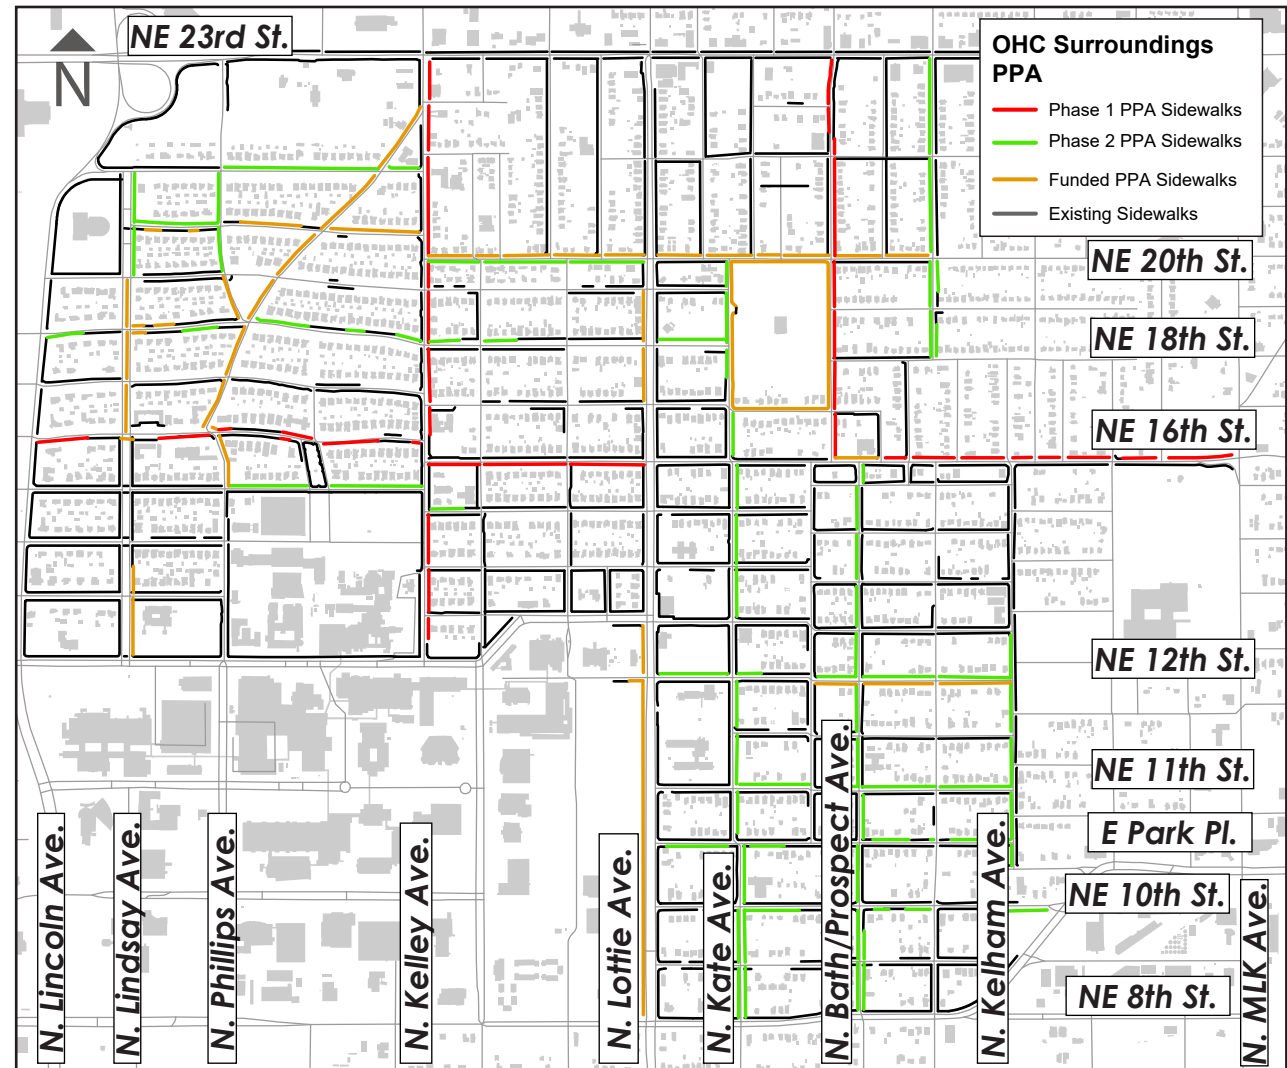 NE 23rd St.
N
OHC Surroundings
PPA
Phase 1 PPA Sidewalks
Phase 2 PPA Sidewalks
Funded PPA Sidewalks
Existing Sidewalks
NE 20th St.
NE 18th St.
NE 16th St.
NE 12th St.
NE 11th St.
E Park Pl.
NE 10th St.
NE 8th St.
N. Lincoln Ave.
N. Lindsay Ave.
N. Phillips Ave.
N. Kelley Ave.
N. Lottie Ave.
N. Kate Ave.
N. Bath/Prospect Ave.
N. Kelham Ave.
N. MLK Ave.